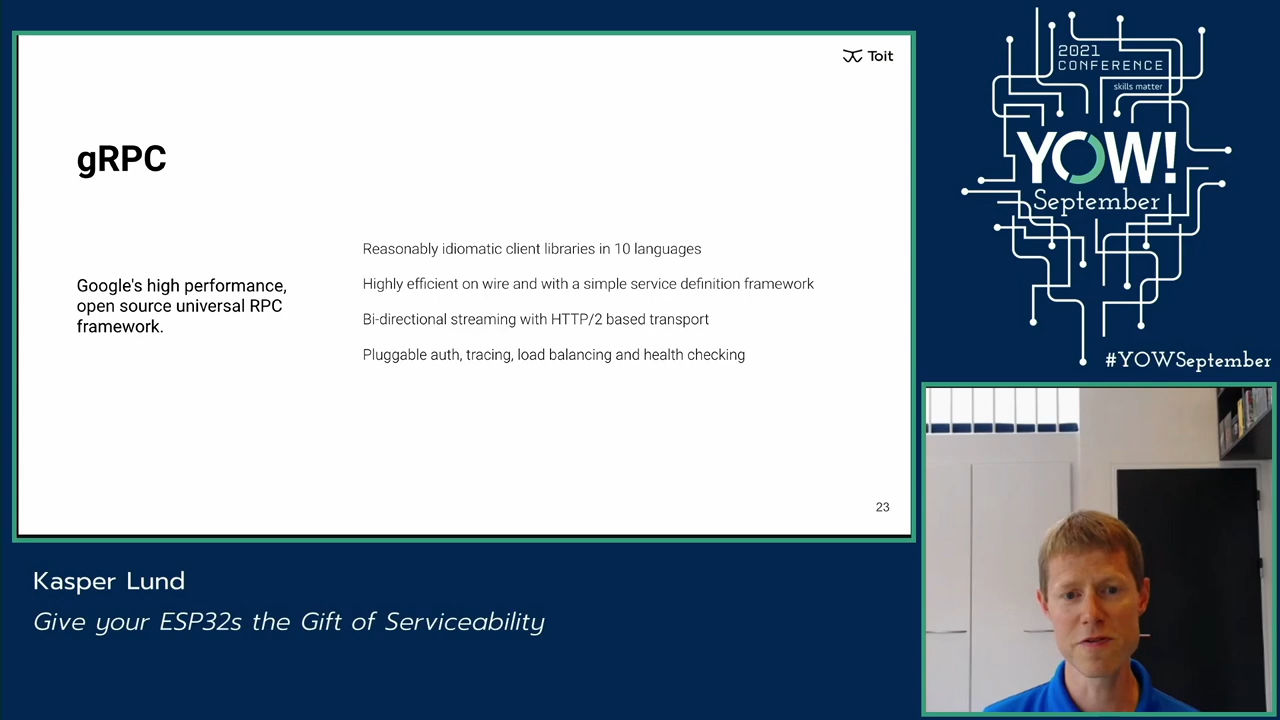 Toit
gRPC
Google's high performance,
open source universal RPC
framework.
Reasonably idiomatic client libraries in 10 languages
Highly efficient on wire and with a simple service definition framework
Bi-directional streaming with HTTP/2 based transport
Pluggable auth, tracing, load balancing and health checking
23
2021
CONFERENCE
skills matter
YOW!
September
#YOWSeptember
Kasper Lund
Give your ESP32s the Gift of Serviceability